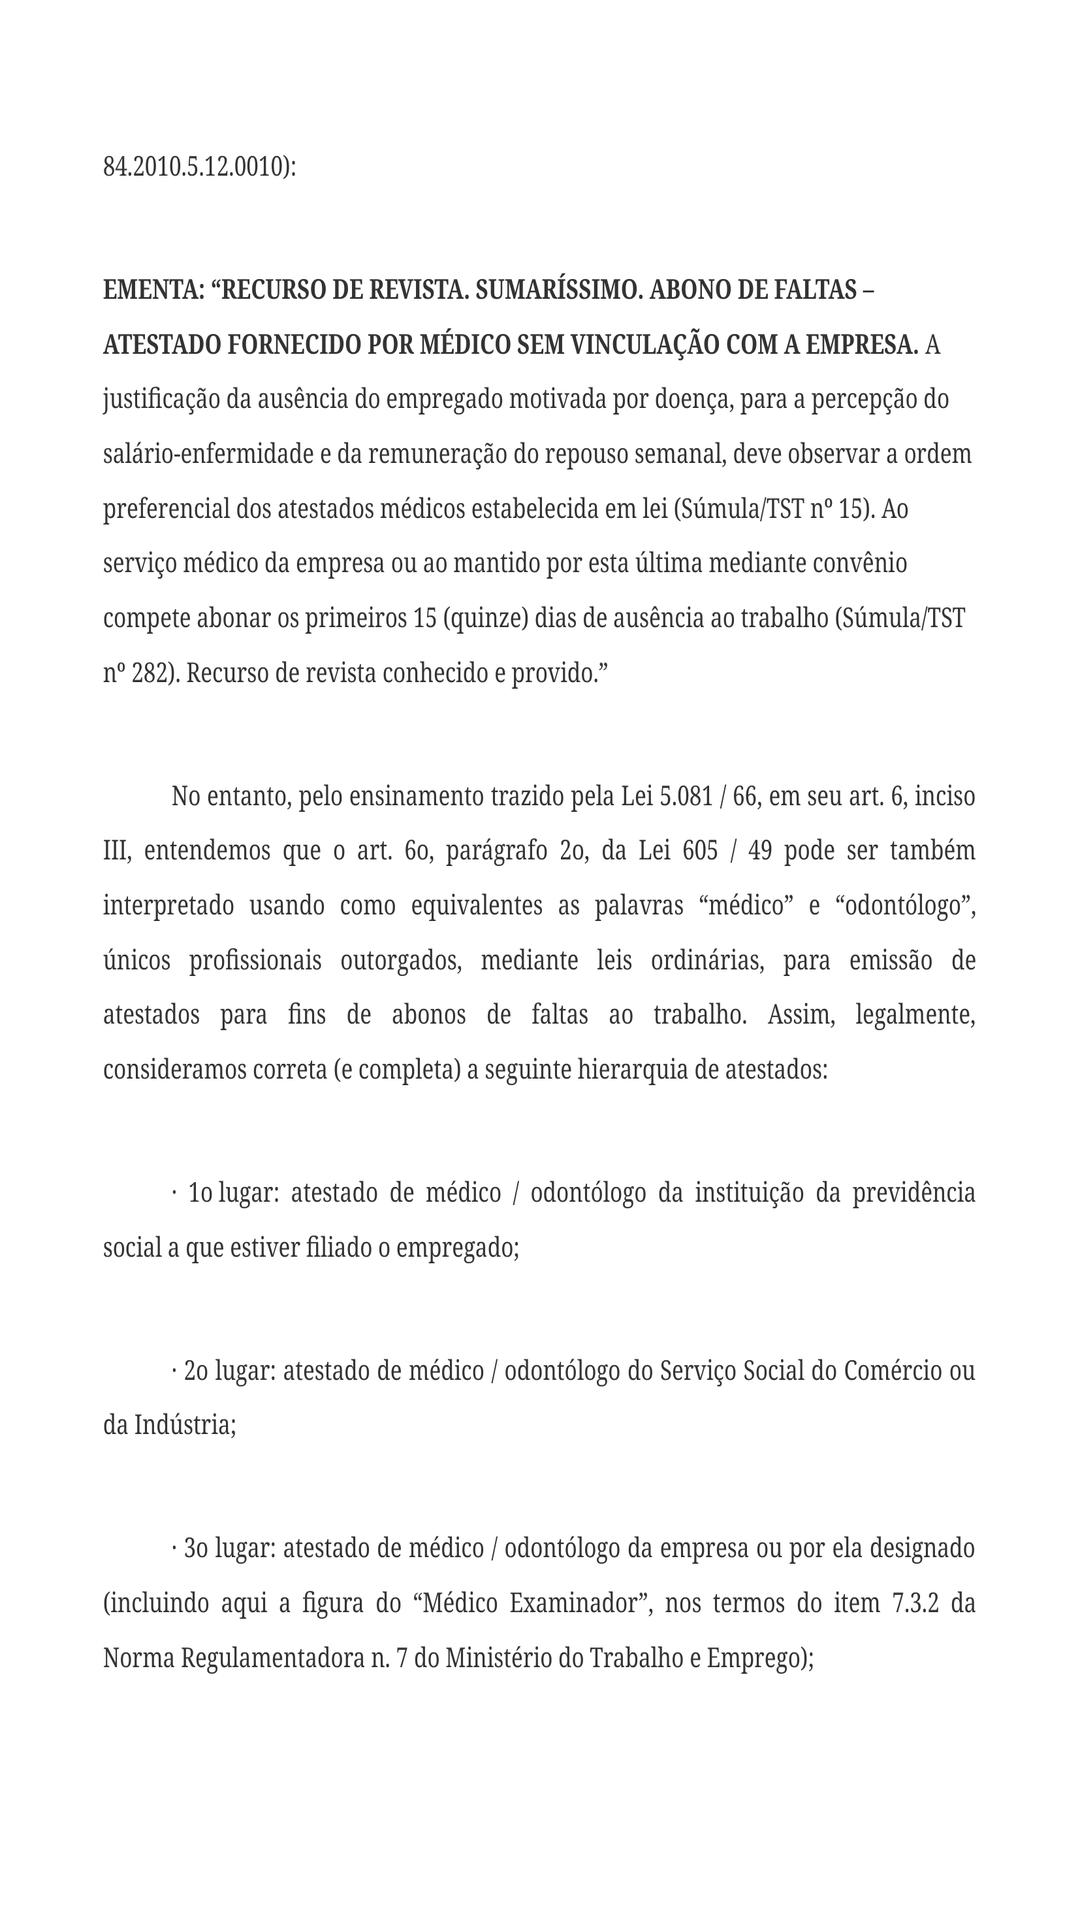 84.2010.5.12.0010):
EMENTA: “RECURSO DE REVISTA. SUMARÍSSIMO. ABONO DE FALTAS –
ATESTADO FORNECIDO POR MÉDICO SEM VINCULAÇÃO COM A EMPRESA. A
justificação da ausência do empregado motivada por doença, para a percepção do
salário-enfermidade e da remuneração do repouso semanal, deve observar a ordem
preferencial dos atestados médicos estabelecida em lei (Súmula/TST nº 15). Ao
serviço médico da empresa ou ao mantido por esta última mediante convênio
compete abonar os primeiros 15 (quinze) dias de ausência ao trabalho (Súmula/TST
nº 282). Recurso de revista conhecido e provido.”
No entanto, pelo ensinamento trazido pela Lei 5.081 / 66, em seu art. 6, inciso
III, entendemos que o art. 6o, parágrafo 2o, da Lei 605 / 49 pode ser também
interpretado usando como equivalentes as palavras “médico” e “odontólogo”,
únicos profissionais outorgados, mediante leis ordinárias, para emissão de
atestados para fins de abonos de faltas ao trabalho. Assim, legalmente,
consideramos correta (e completa) a seguinte hierarquia de atestados:
· 1o lugar: atestado de médico / odontólogo da instituição da previdência
social a que estiver filiado o empregado;
· 2o lugar: atestado de médico / odontólogo do Serviço Social do Comércio ou
da Indústria;
· 3o lugar: atestado de médico / odontólogo da empresa ou por ela designado
(incluindo aqui a figura do “Médico Examinador”, nos termos do item 7.3.2 da
Norma Regulamentadora n. 7 do Ministério do Trabalho e Emprego);